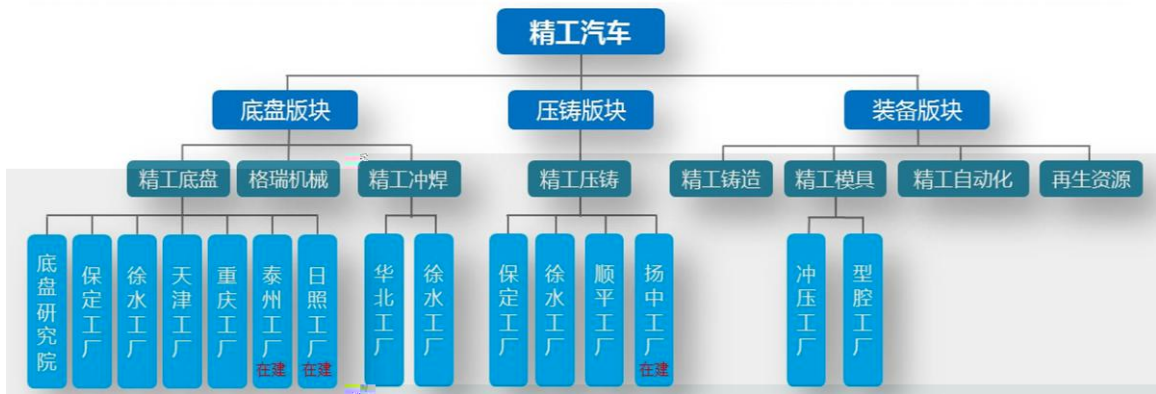 精工汽车
底盘版块
压铸版块
装备版块
精工底盘
格瑞机械
精工冲焊
精工压铸
精工铸造
精工模具
精工自动化
再生资源
底盘研究院
保定工厂
徐水工厂
天津工厂
重庆工厂
泰州工厂
在建
日照工厂
在建
华北工厂
徐水工厂
保定工厂
徐水工厂
顺平工厂
扬中工厂
在建
冲压工厂
型腔工厂